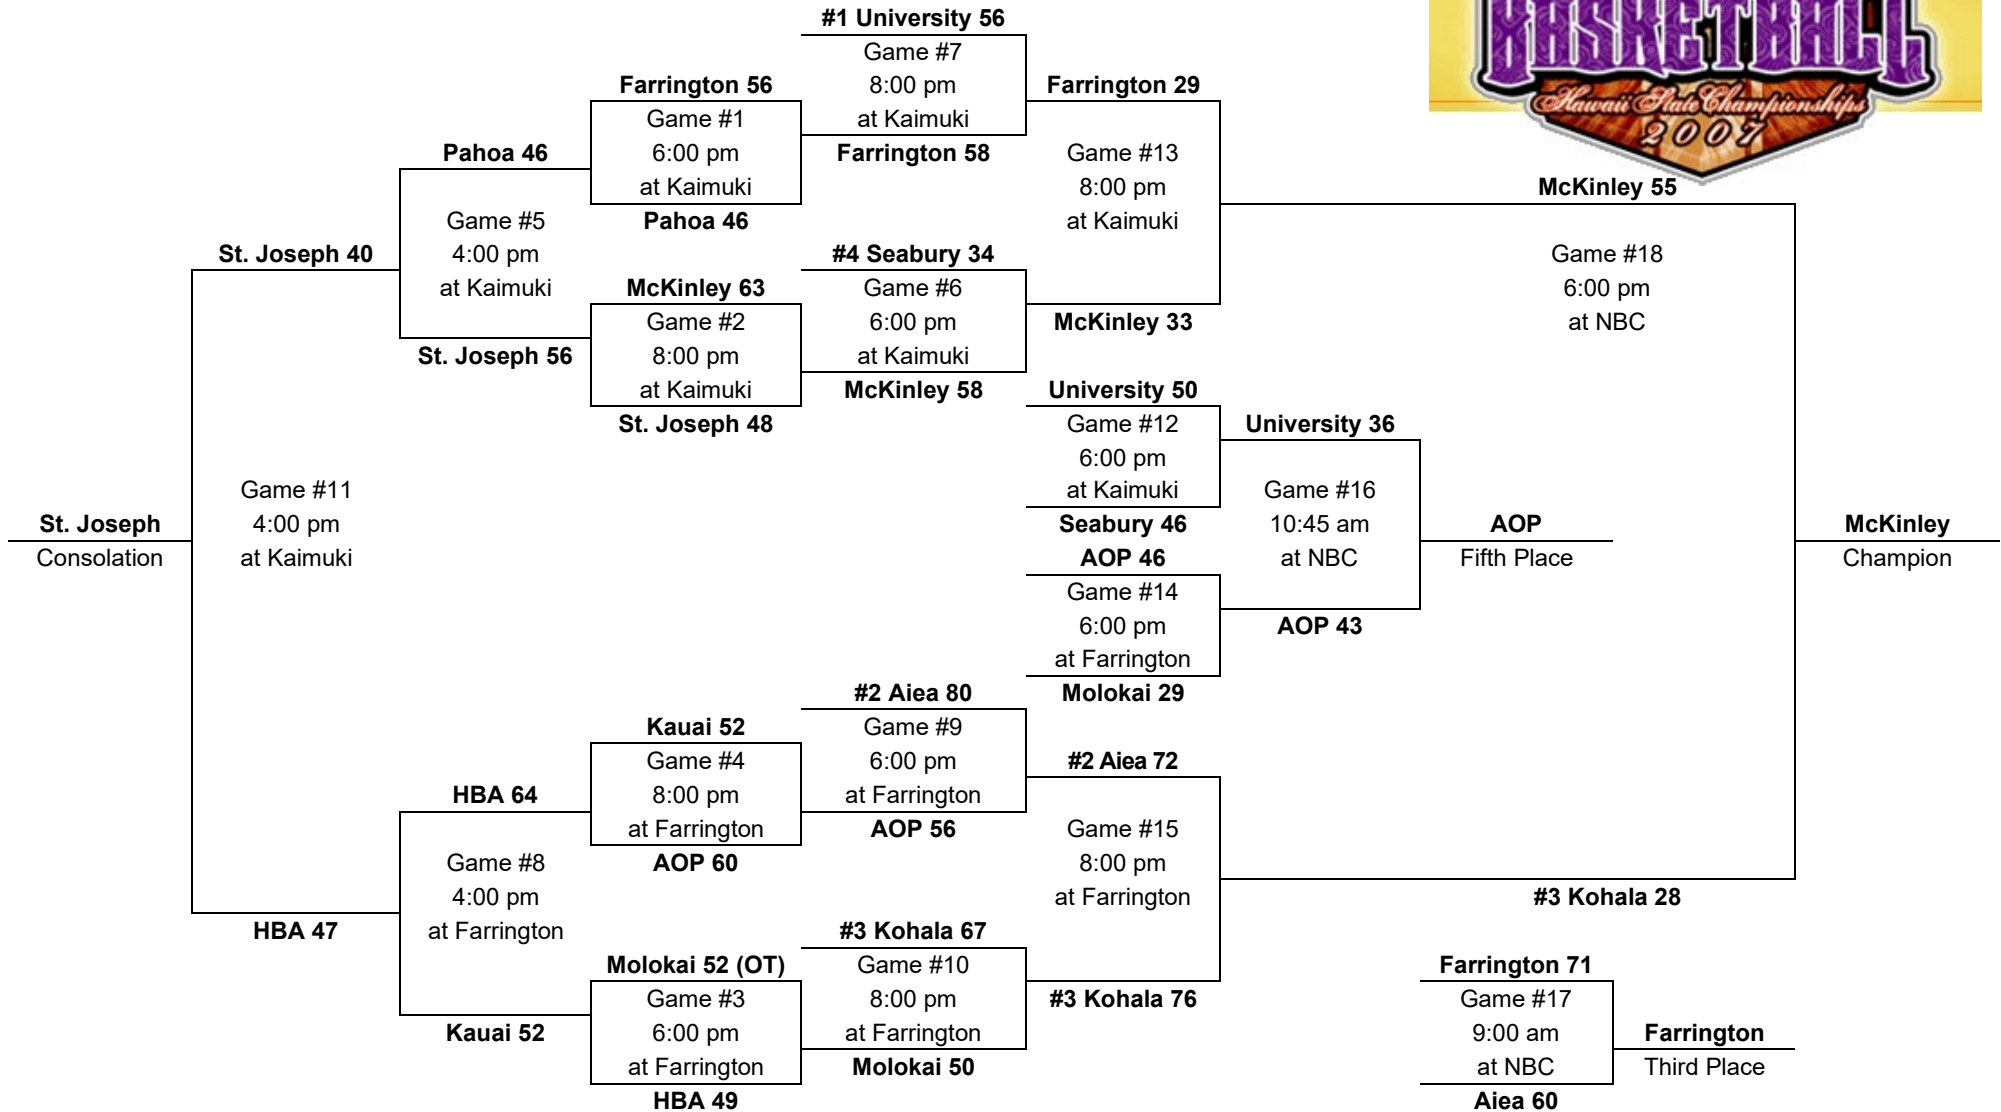 #1 University 56
Game #7
8:00 pm
at Kaimuki
Farrington 58
Farrington 56
Game #1
6:00 pm
at Kaimuki
Pahoa 46
Farrington 29
Game #13
8:00 pm
at Kaimuki
McKinley 33
BASKETBALL
Hawaii State Championships
2007
Pahoa 46
Game #5
4:00 pm
at Kaimuki
St. Joseph 56
McKinley 55
Game #18
6:00 pm
at NBC
#3 Kohala 28
St. Joseph 40
Game #11
4:00 pm
at Kaimuki
HBA 47
#4 Seabury 34
Game #6
6:00 pm
at Kaimuki
McKinley 58
McKinley 63
Game #2
8:00 pm
at Kaimuki
St. Joseph 48
University 50
Game #12
6:00 pm
at Kaimuki
Seabury 46
University 36
Game #16
10:45 am
at NBC
AOP 43
St. Joseph
Consolation
AOP
Fifth Place
McKinley
Champion
AOP 46
Game #14
6:00 pm
at Farrington
Molokai 29
#2 Aiea 80
Game #9
6:00 pm
at Farrington
AOP 56
Kauai 52
Game #4
8:00 pm
at Farrington
AOP 60
#2 Aiea 72
Game #15
8:00 pm
at Farrington
#3 Kohala 76
HBA 64
Game #8
4:00 pm
at Farrington
Kauai 52
#3 Kohala 67
Game #10
8:00 pm
at Farrington
Molokai 50
Molokai 52 (OT)
Game #3
6:00 pm
at Farrington
HBA 49
Farrington 71
Game #17
9:00 am
at NBC
Aiea 60
Farrington
Third Place